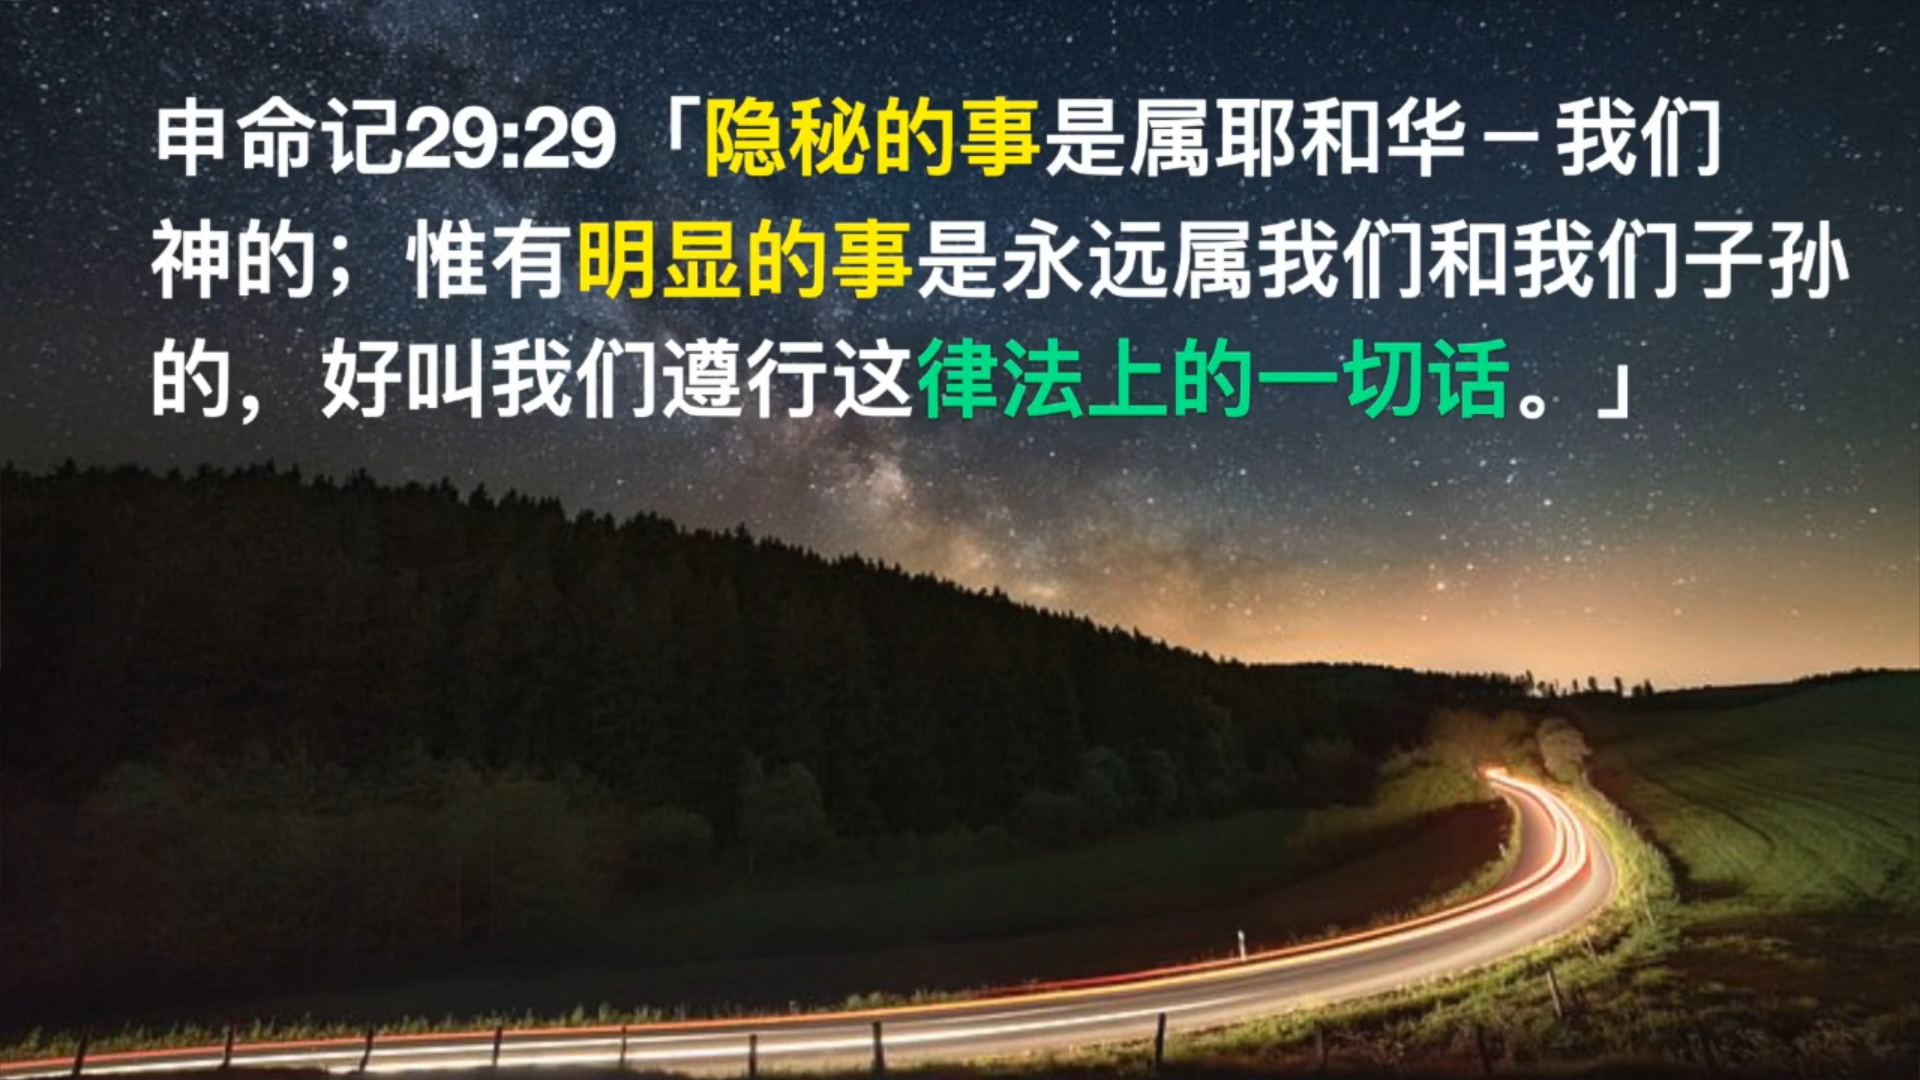 申命记29:29「隐秘的事是属耶和华－我们
神的；惟有明显的事是永远属我们和我们子孙
的，好叫我们遵行这律法上的一切话。」